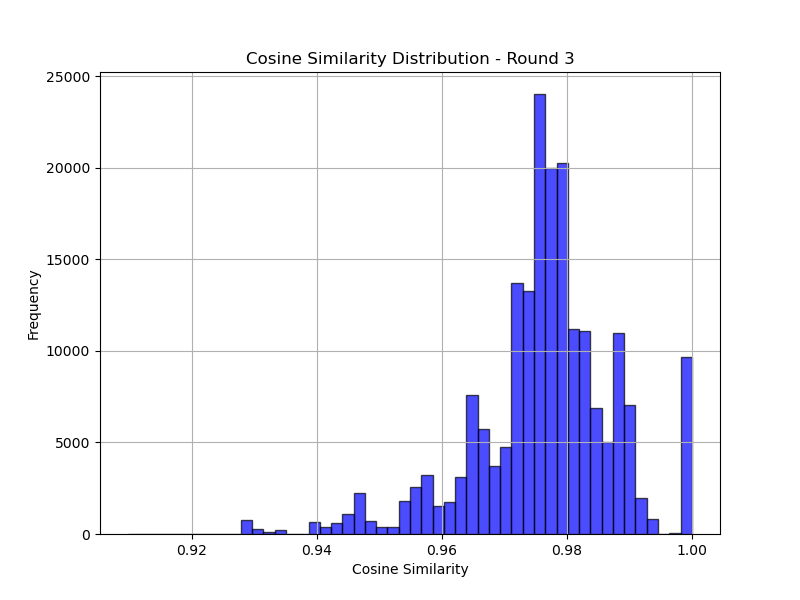 Cosine Similarity Distribution - Round 3
25000
20000
15000
10000
5000
0
Frequency
0.92 0.94 0.96 0.98 1.00
Cosine Similarity